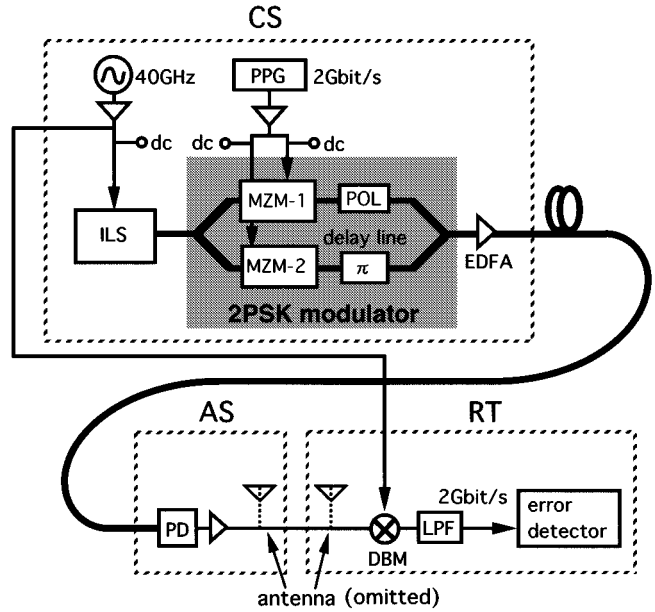 CS
40GHz
PPG
2Gbit/s
dc
dc
dc
MZM-1
POL
ILS
delay line
MZM-2
π
EDFA
2PSK modulator
AS
RT
2Gbit/s
PD
LPF
error
detector
DBM
antenna (omitted)